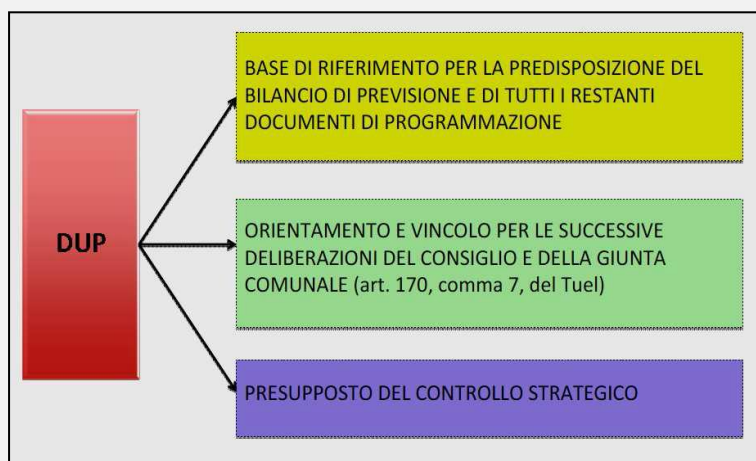 DUP
BASE DI RIFERIMENTO PER LA PREDISPOSIZIONE DEL
BILANCIO DI PREVISIONE E DI TUTTI I RESTANTI
DOCUMENTI DI PROGRAMMAZIONE
ORIENTAMENTO E VINCOLO PER LE SUCCESSIVE
DELIBERAZIONI DEL CONSIGLIO E DELLA GIUNTA
COMUNALE (art. 170, comma 7, del Tuel)
PRESUPPOSTO DEL CONTROLLO STRATEGICO